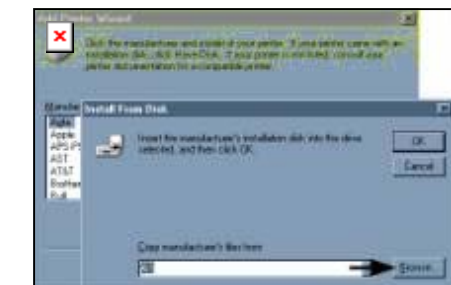 Add Printer Wizard
Click the manufacturer and model of your printer. If your printer came with an
installation disk, click Have Disk. If your printer is not listed, consult your
printer documentation for a compatible printer.
Install From Disk
Agfa
Apple
APS-PS
AST
AT&T
Brother
Bull
Insert the manufacturer's installation disk into the drive
selected, and then click OK.
OK
Cancel
Copy manufacturer's files from:
Browse...